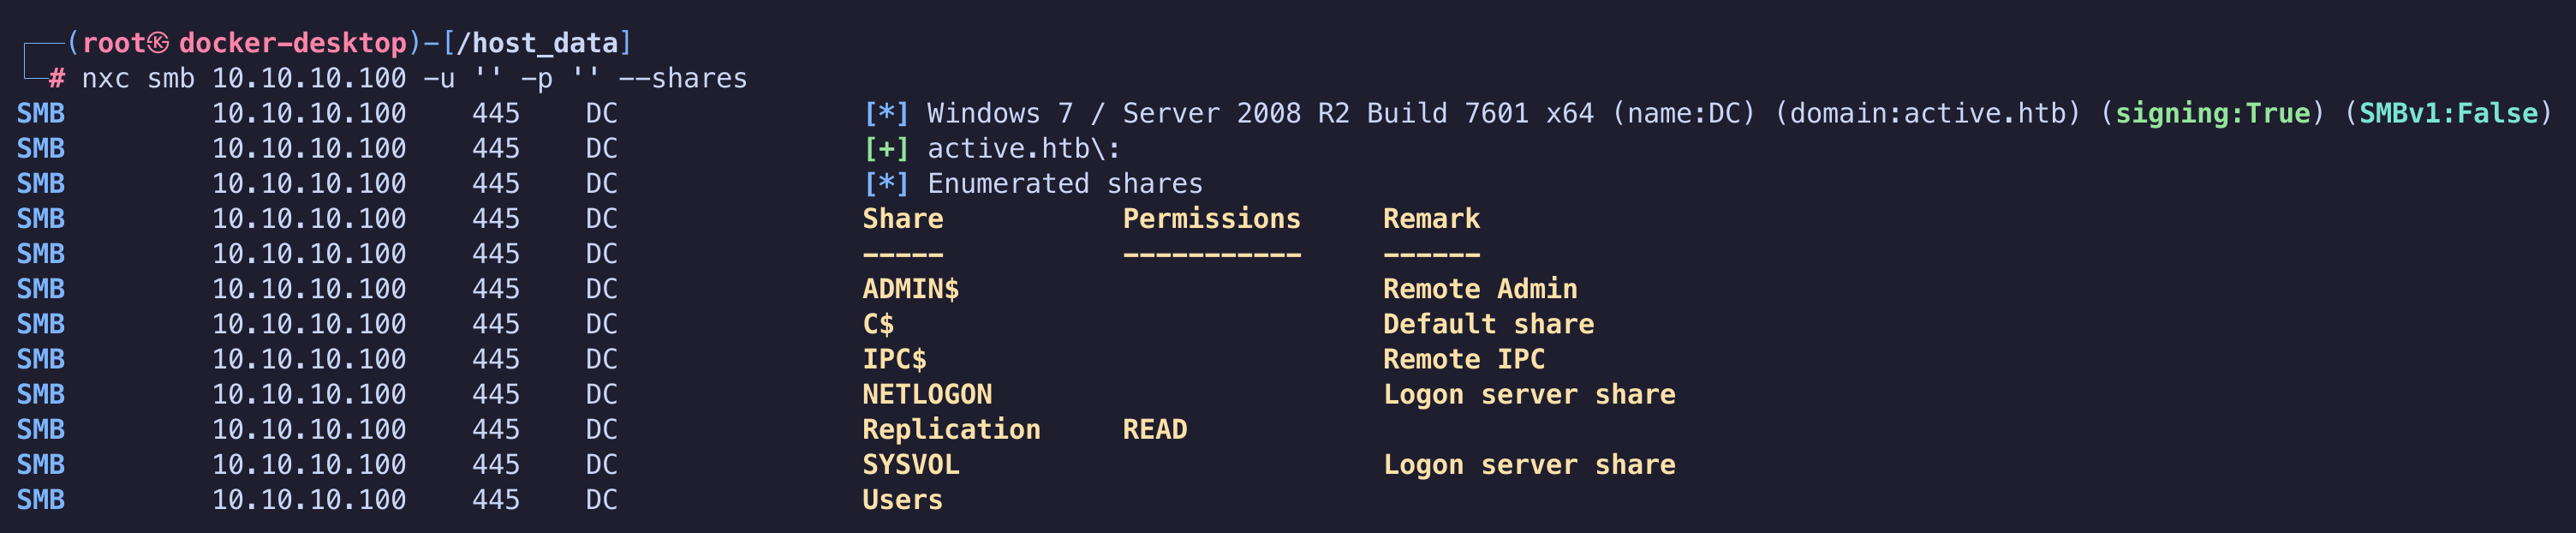 ┌──(root㉿ docker-desktop)-[/host_data]
└─# nxc smb 10.10.10.100 -u '' -p '' --shares
SMB         10.10.10.100    445    DC               [*] Windows 7 / Server 2008 R2 Build 7601 x64 (name:DC) (domain:active.htb) (signing:True) (SMBv1:False)
SMB         10.10.10.100    445    DC               [+] active.htb\:
SMB         10.10.10.100    445    DC               [*] Enumerated shares
SMB         10.10.10.100    445    DC               Share           Permissions     Remark
SMB         10.10.10.100    445    DC               -----           -----------     ------
SMB         10.10.10.100    445    DC               ADMIN$                          Remote Admin
SMB         10.10.10.100    445    DC               C$                              Default share
SMB         10.10.10.100    445    DC               IPC$                            Remote IPC
SMB         10.10.10.100    445    DC               NETLOGON                        Logon server share
SMB         10.10.10.100    445    DC               Replication     READ
SMB         10.10.10.100    445    DC               SYSVOL                          Logon server share
SMB         10.10.10.100    445    DC               Users